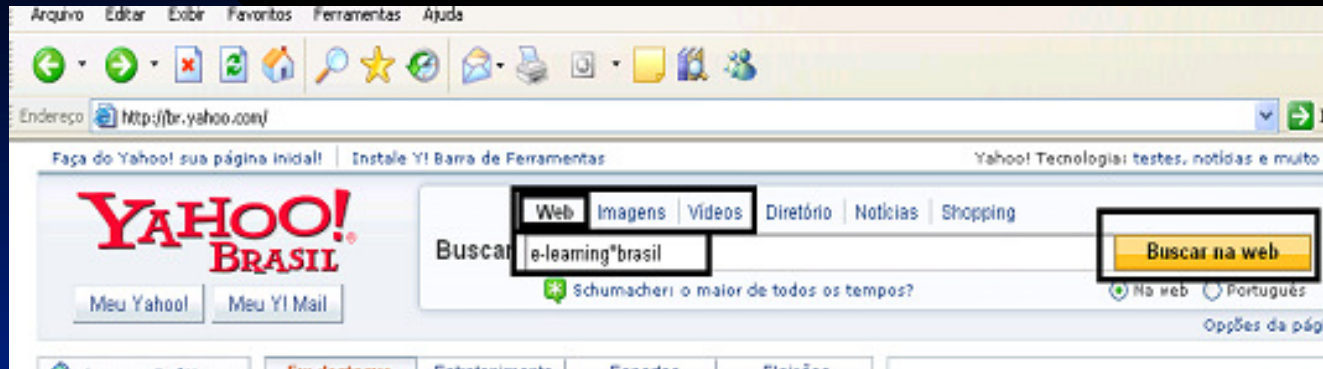 Arquivo Editar Exibir Favoritos Ferramentas Ajuda
Endereço http://br.yahoo.com/
Faça do Yahoo! sua página inicial! Instale Y! Barra de Ferramentas Yahoo! Tecnologia: testes, notícias e muito
YAHOO!
BRASIL
Web Imagens Vídeos Diretório Notícias Shopping
Buscar e-learning"brasil Buscar na web
Schumacher: o maior de todos os tempos? Na web Português
Meu Yahoo! Meu Y! Mail
Opções da pág